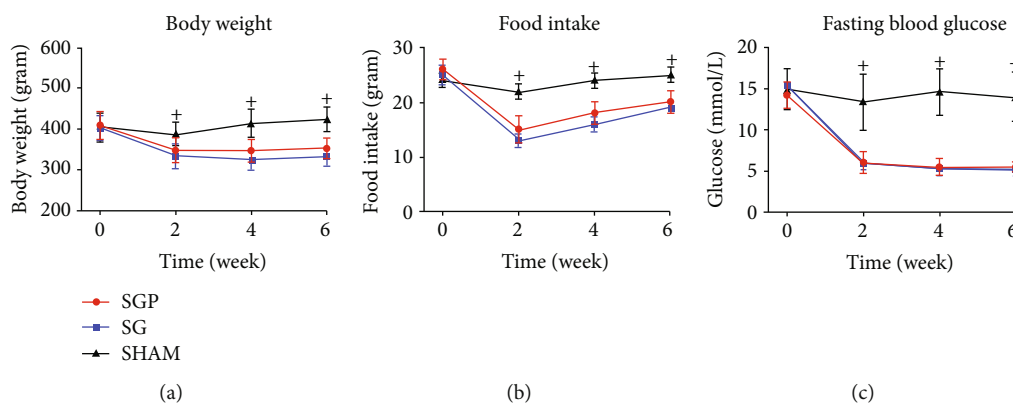 Body weight
Body weight (gram)
600
500
400
300
200
+
+
+
0
2
4
6
Time (week)
Food intake
Food intake (gram)
30
20
10
0
+
+
+
0
2
4
6
Time (week)
Fasting blood glucose
Glucose (mmol/L)
20
15
10
5
0
+
+
0
2
4
6
Time (week)
SGP
SG
SHAM
(a)
(b)
(c)